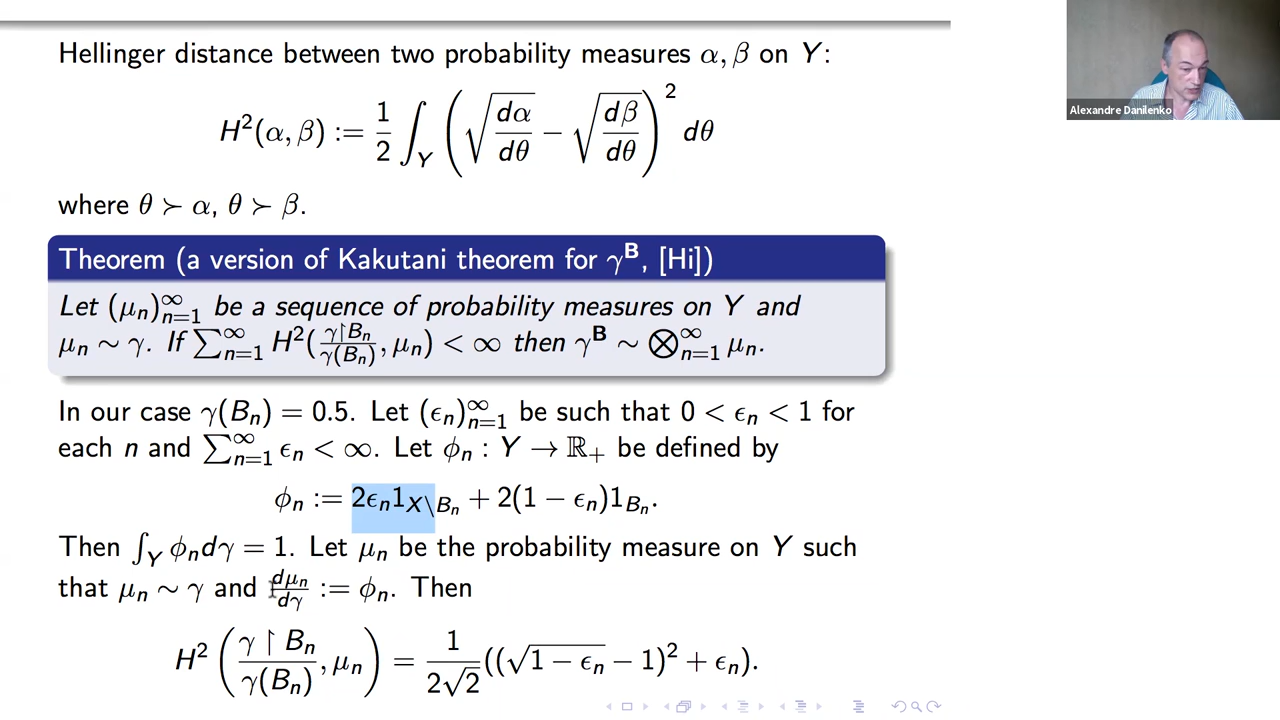 Hellinger distance between two probability measures α, β on Y:
H²(α, β) := 1/2 ∫_Y (√(dα/dθ) − √(dβ/dθ))² dθ
where θ ≻ α, θ ≻ β.
Theorem (a version of Kakutani theorem for γ^B, [Hi])
Let (μ_n)_{n=1}^∞ be a sequence of probability measures on Y and
μ_n ∼ γ. If ∑_{n=1}^∞ H²(γ↾B_n/γ(B_n), μ_n) < ∞ then γ^B ∼ ⊗_{n=1}^∞ μ_n.
In our case γ(B_n) = 0.5. Let (ϵ_n)_{n=1}^∞ be such that 0 < ϵ_n < 1 for
each n and ∑_{n=1}^∞ ϵ_n < ∞. Let ϕ_n : Y → ℝ_+ be defined by
ϕ_n := 2ϵ_n 1_{X\B_n} + 2(1 − ϵ_n)1_{B_n}.
Then ∫_Y ϕ_n dγ = 1. Let μ_n be the probability measure on Y such
that μ_n ∼ γ and dμ_n/dγ := ϕ_n. Then
H²(γ ↾ B_n/γ(B_n), μ_n) = 1/(2√2) ((√(1 − ϵ_n) − 1)² + ϵ_n).
Alexandre Danilenko